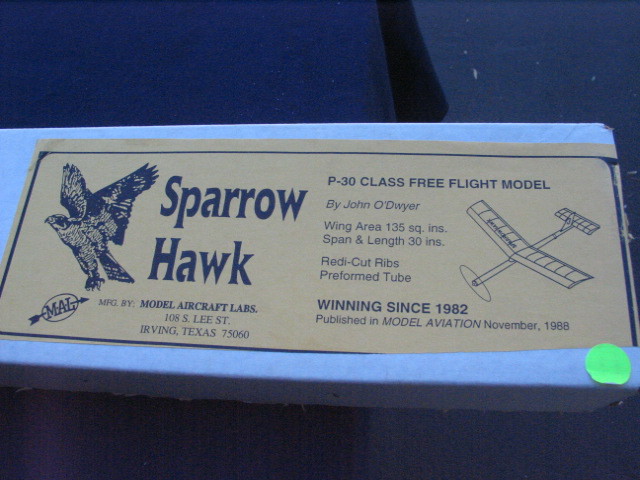 Sparrow
Hawk
MAL
MFG. BY: MODEL AIRCRAFT LABS.
108 S. LEE ST.
IRVING, TEXAS 75060
P-30 CLASS FREE FLIGHT MODEL
By John O'Dwyer
Wing Area 135 sq. ins.
Span & Length 30 ins.
Redi-Cut Ribs
Preformed Tube
WINNING SINCE 1982
Published in MODEL AVIATION November, 1988